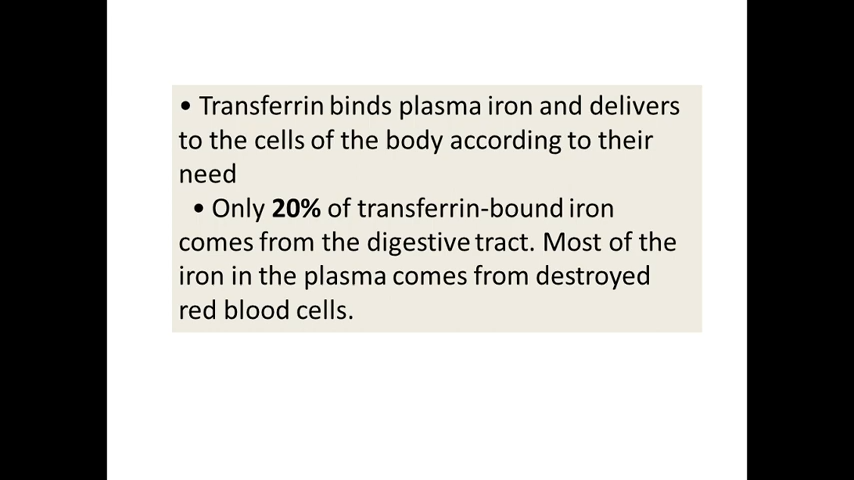 • Transferrin binds plasma iron and delivers
to the cells of the body according to their
need
• Only 20% of transferrin-bound iron
comes from the digestive tract. Most of the
iron in the plasma comes from destroyed
red blood cells.